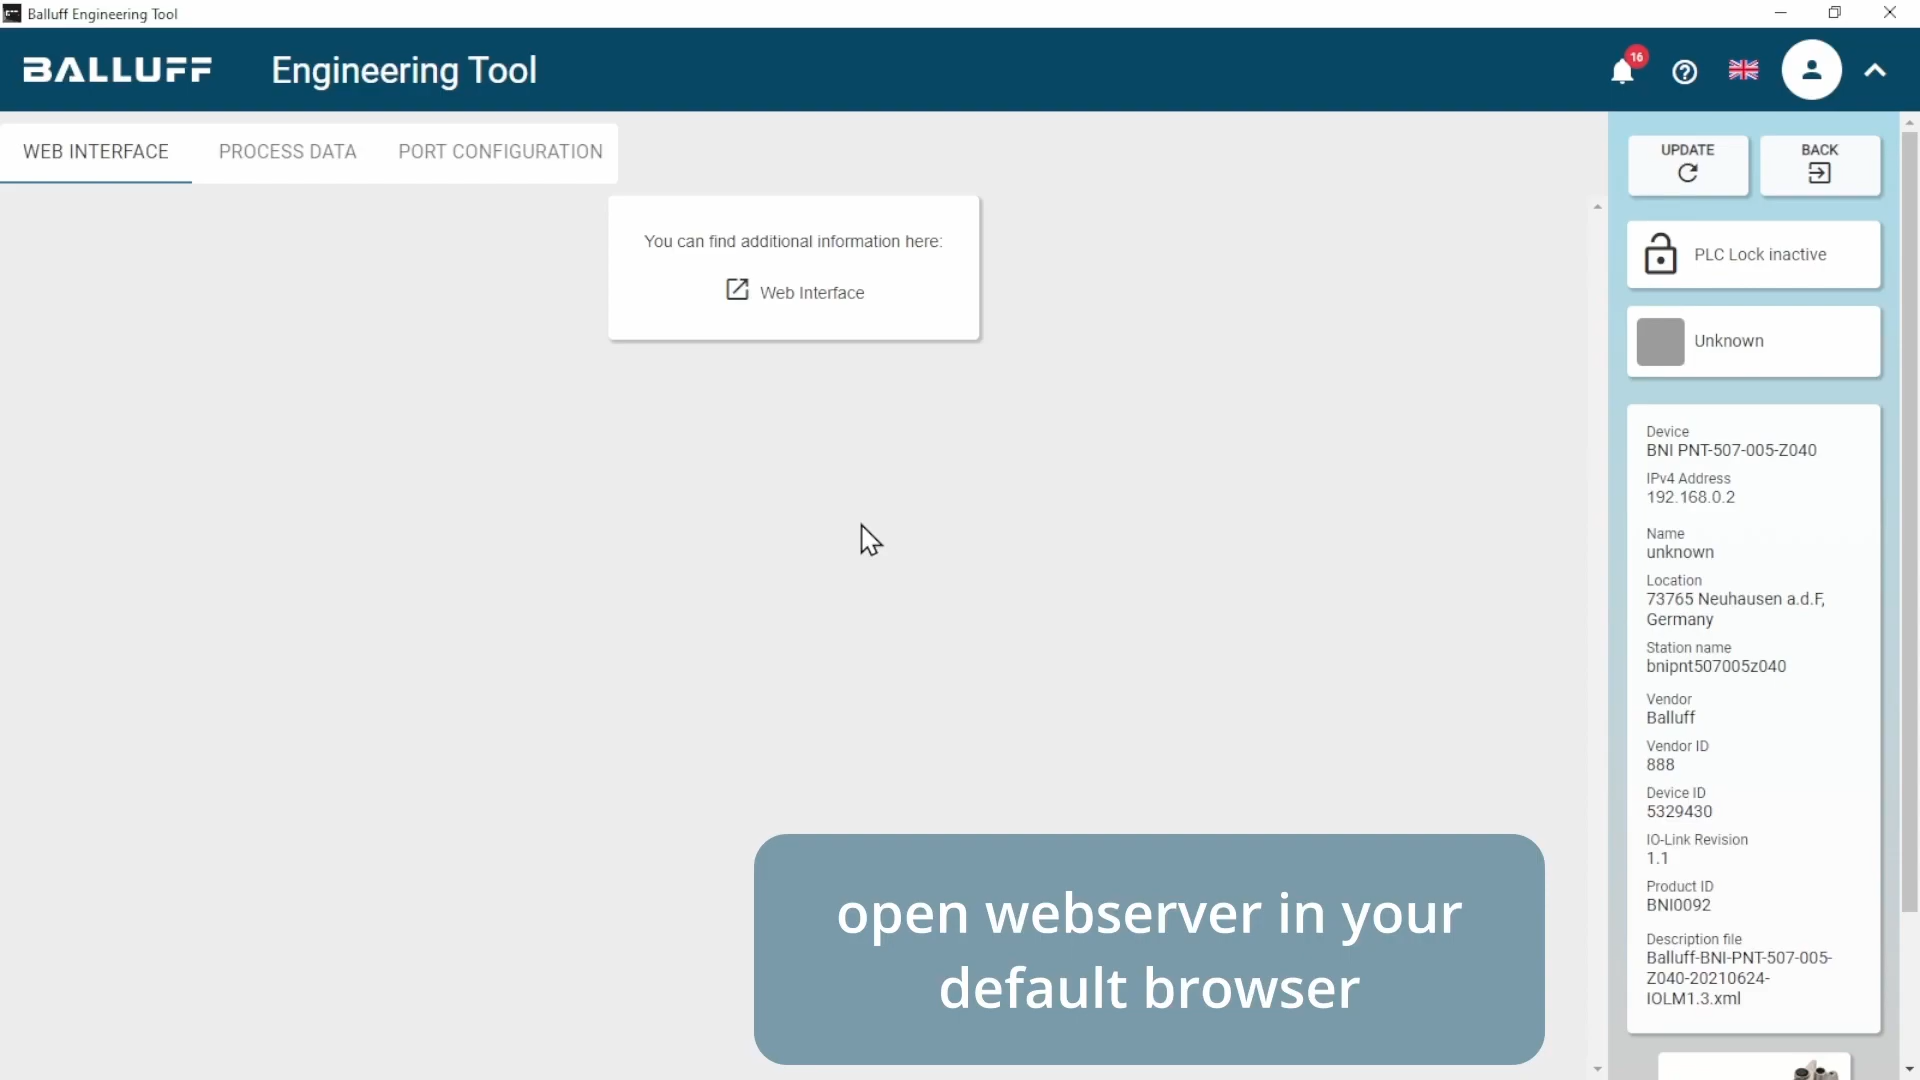 Balluff Engineering Tool
BALLUFF
Engineering Tool
16
WEB INTERFACE
PROCESS DATA
PORT CONFIGURATION
You can find additional information here:
Web Interface
open webserver in your
default browser
UPDATE
BACK
PLC Lock inactive
Unknown
Device
BNI PNT-507-005-Z040
IPv4 Address
192.168.0.2
Name
unknown
Location
73765 Neuhausen a.d.F,
Germany
Station name
bnipnt507005z040
Vendor
Balluff
Vendor ID
888
Device ID
5329430
IO-Link Revision
1.1
Product ID
BNI0092
Description file
Balluff-BNI-PNT-507-005-
Z040-20210624-
IOLM1.3.xml